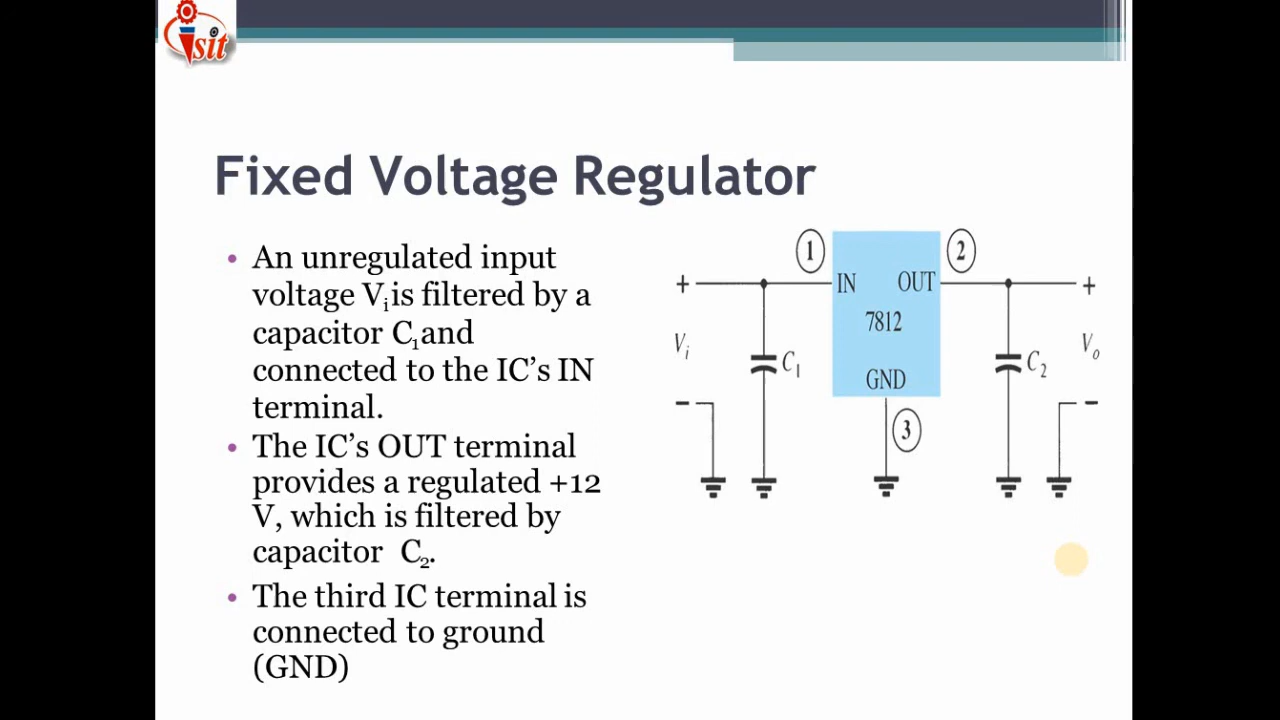 sit
Fixed Voltage Regulator
• An unregulated input
voltage Vi is filtered by a
capacitor C1 and
connected to the IC’s IN
terminal.
• The IC’s OUT terminal
provides a regulated +12
V, which is filtered by
capacitor C2.
• The third IC terminal is
connected to ground
(GND)
1
2
+
IN
OUT
+
7812
Vi
C1
C2
Vo
GND
−
−
3